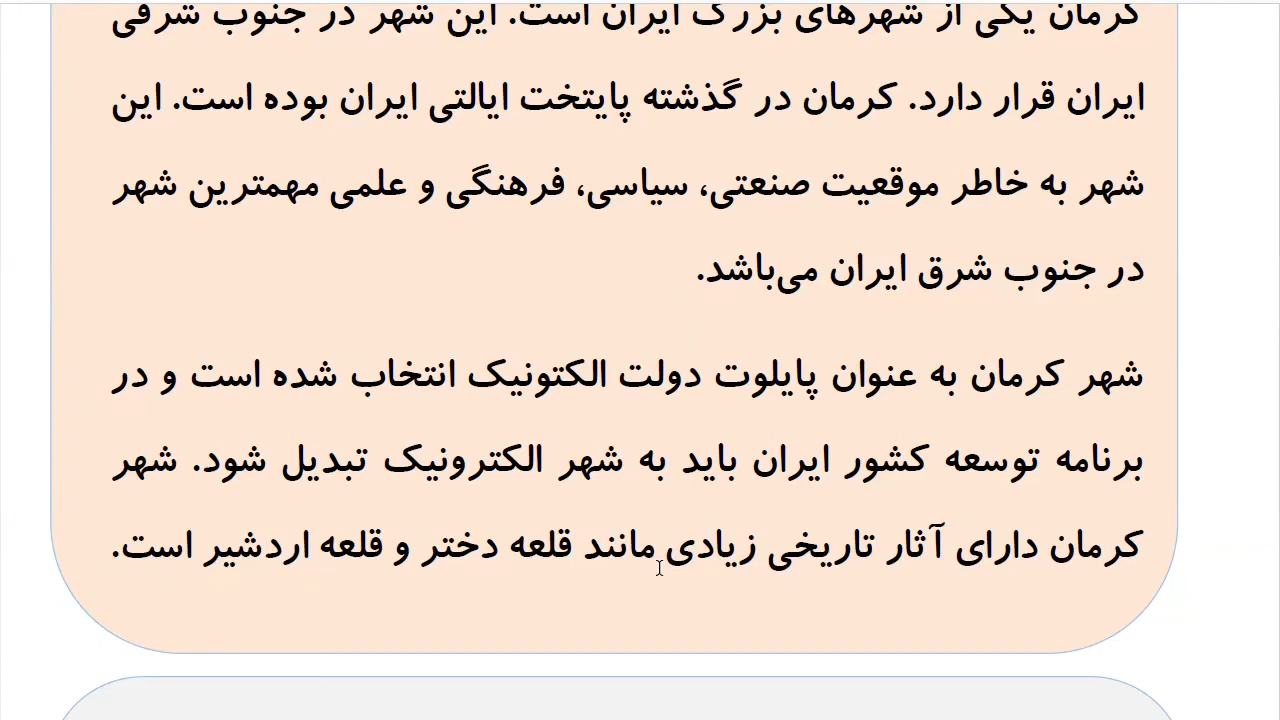 کرمان یکی از شهرهای بزرگ ایران است. این شهر در جنوب شرقی
ایران قرار دارد. کرمان در گذشته پایتخت ایالتی ایران بوده است. این
شهر به خاطر موقعیت صنعتی، سیاسی، فرهنگی و علمی مهمترین شهر
در جنوب شرق ایران می‌باشد.
شهر کرمان به عنوان پایلوت دولت الکتونیک انتخاب شده است و در
برنامه توسعه کشور ایران باید به شهر الکترونیک تبدیل شود. شهر
کرمان دارای آثار تاریخی زیادی مانند قلعه دختر و قلعه اردشیر است.